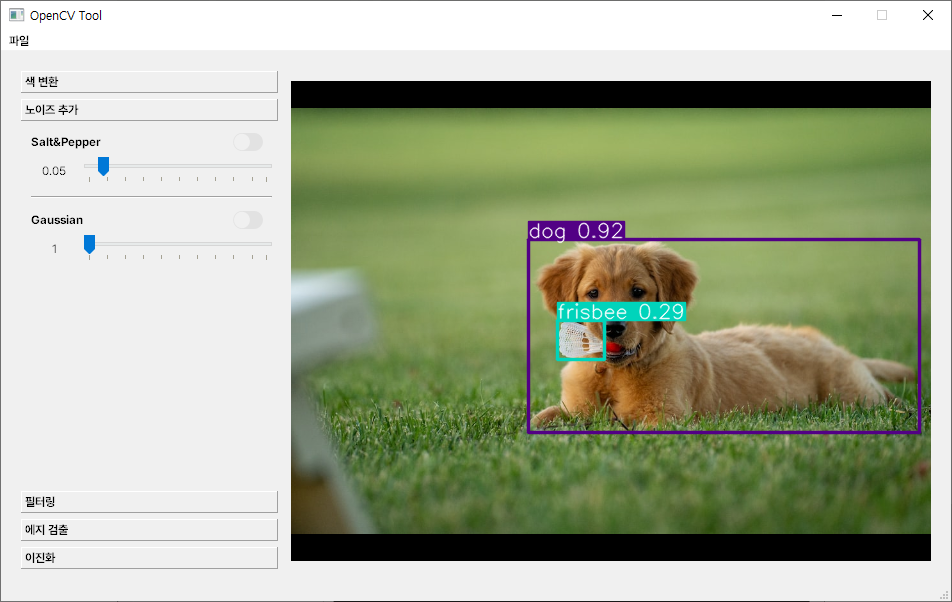 OpenCV Tool
파일
색 변환
노이즈 추가
Salt&Pepper
0.05
Gaussian
1
필터링
에지 검출
이진화
dog 0.92
frisbee 0.29